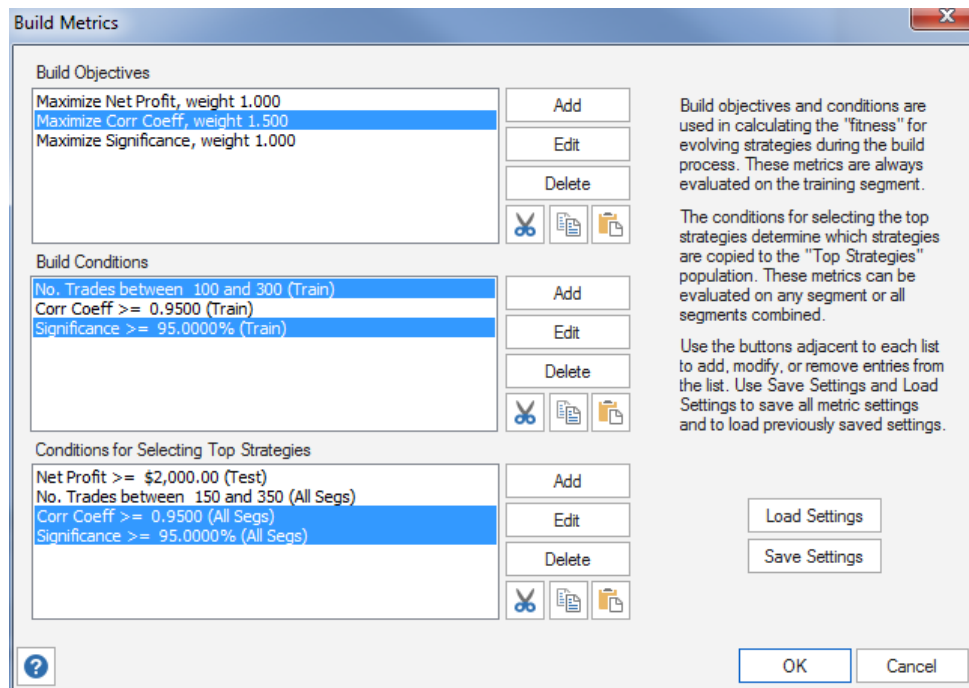 Build Metrics
X
Build Objectives
Maximize Net Profit, weight 1.000
Maximize Corr Coeff, weight 1.500
Maximize Significance, weight 1.000
Add
Edit
Delete
Build Conditions
No. Trades between  100 and 300 (Train)
Corr Coeff >=  0.9500 (Train)
Significance >=  95.0000% (Train)
Add
Edit
Delete
Conditions for Selecting Top Strategies
Net Profit >=  $2,000.00 (Test)
No. Trades between  150 and 350 (All Segs)
Corr Coeff >=  0.9500 (All Segs)
Significance >=  95.0000% (All Segs)
Add
Edit
Delete
Build objectives and conditions are
used in calculating the "fitness" for
evolving strategies during the build
process. These metrics are always
evaluated on the training segment.
The conditions for selecting the top
strategies determine which strategies
are copied to the "Top Strategies"
population. These metrics can be
evaluated on any segment or all
segments combined.
Use the buttons adjacent to each list
to add, modify, or remove entries from
the list. Use Save Settings and Load
Settings to save all metric settings
and to load previously saved settings.
Load Settings
Save Settings
?
OK
Cancel